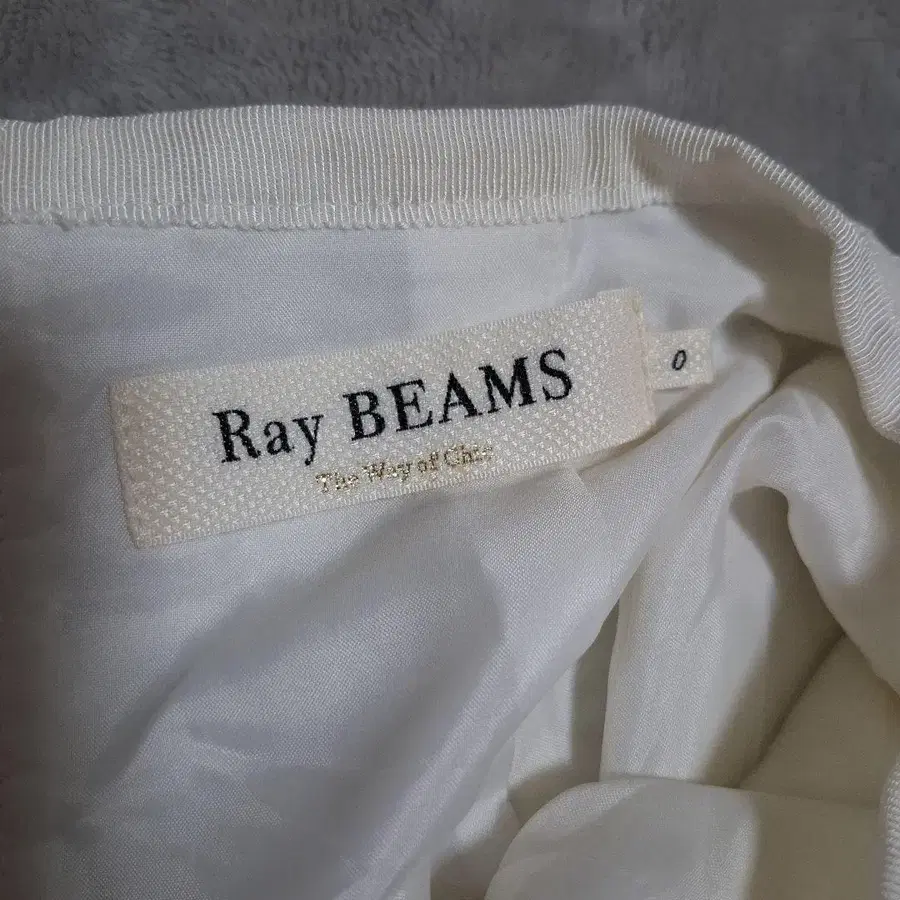 Ray BEAMS
The Way of Chic
0